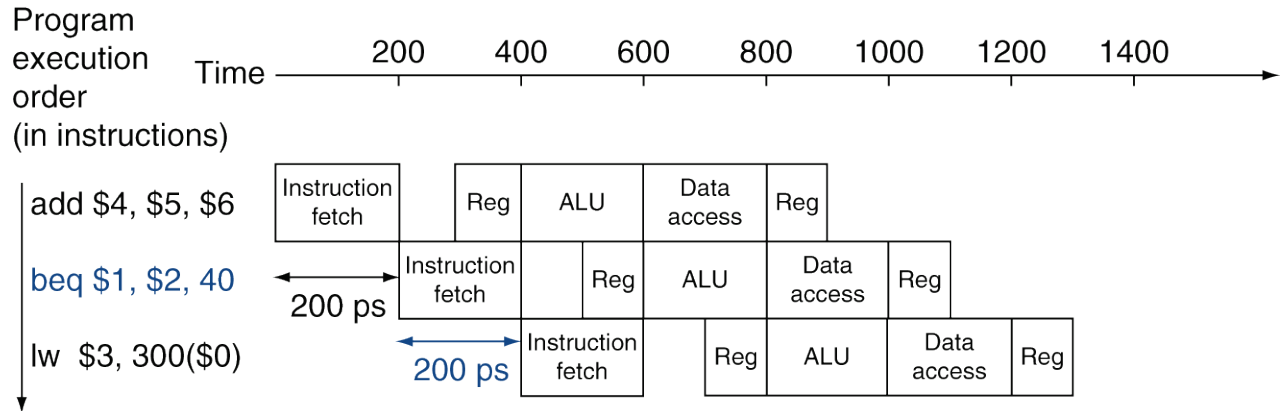 Program
execution
order
(in instructions)
Time
200 400 600 800 1000 1200 1400
add $4, $5, $6
Instruction
fetch
Reg
ALU
Data
access
Reg
beq $1, $2, 40
200 ps
Instruction
fetch
Reg
ALU
Data
access
Reg
lw $3, 300($0)
200 ps
Instruction
fetch
Reg
ALU
Data
access
Reg